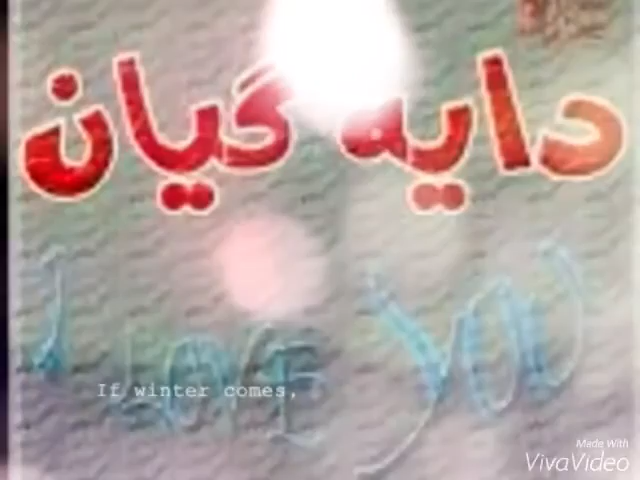 دایە گیان
I LOVE YOU
If winter comes,
Made With
VivaVideo